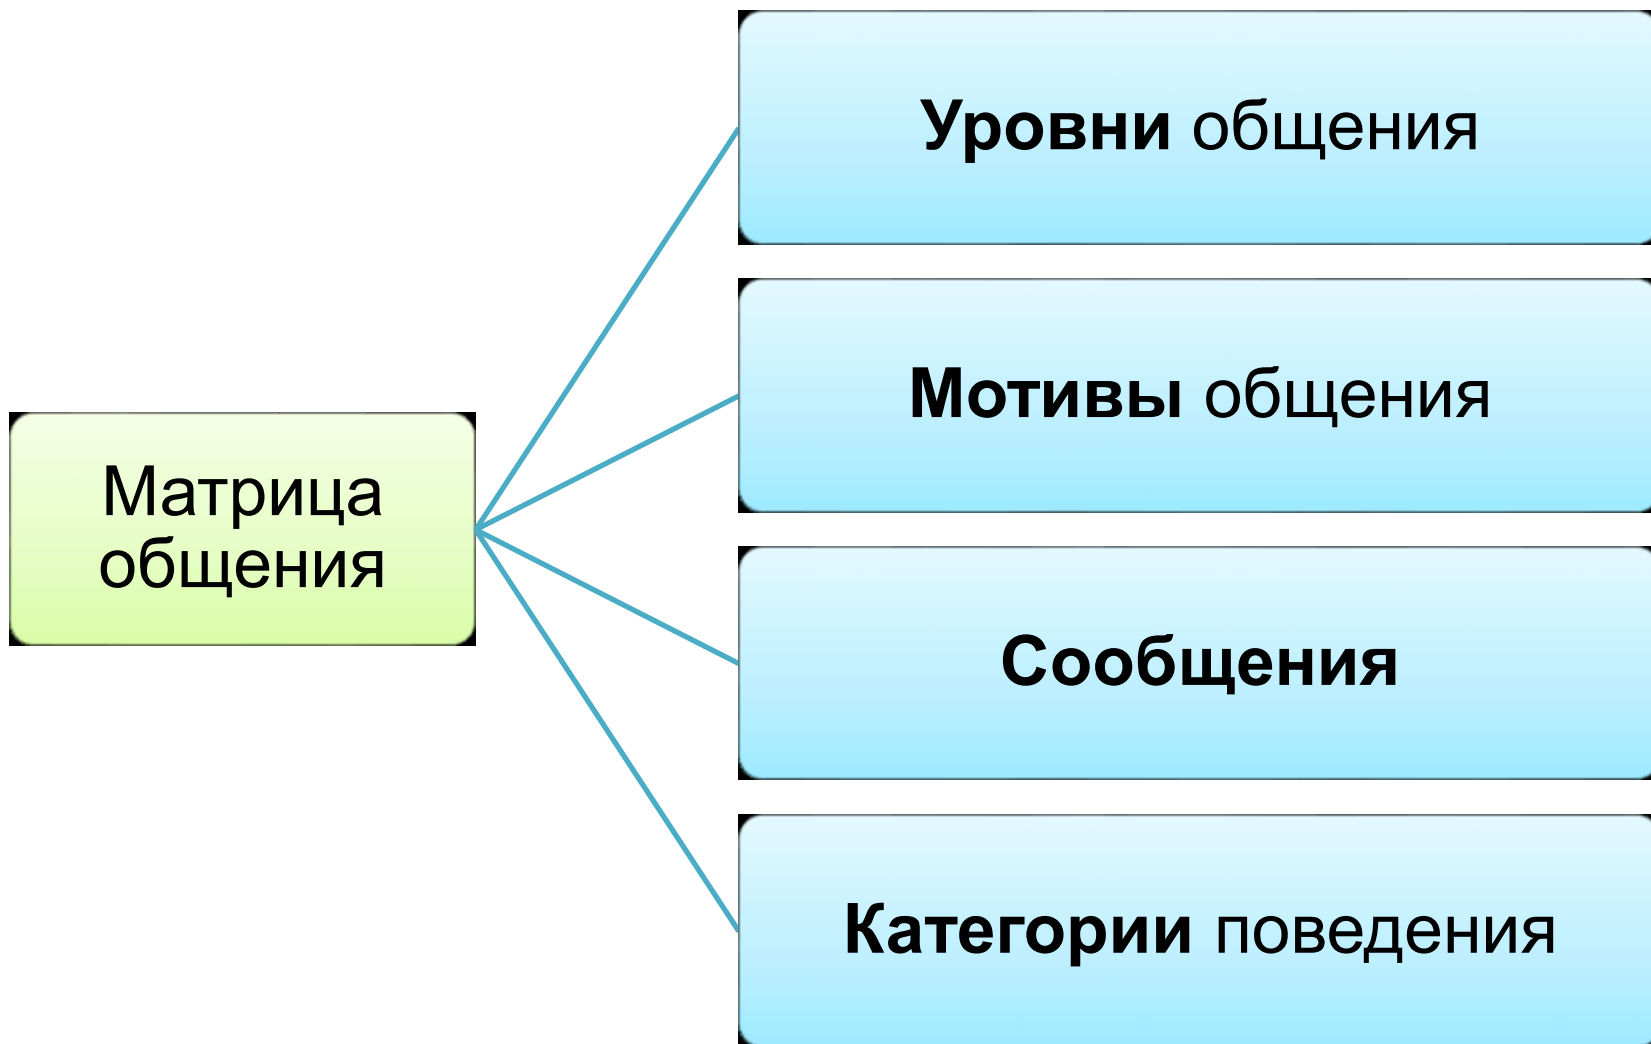 Уровни общения
Мотивы общения
Матрица
общения
Сообщения
Категории поведения